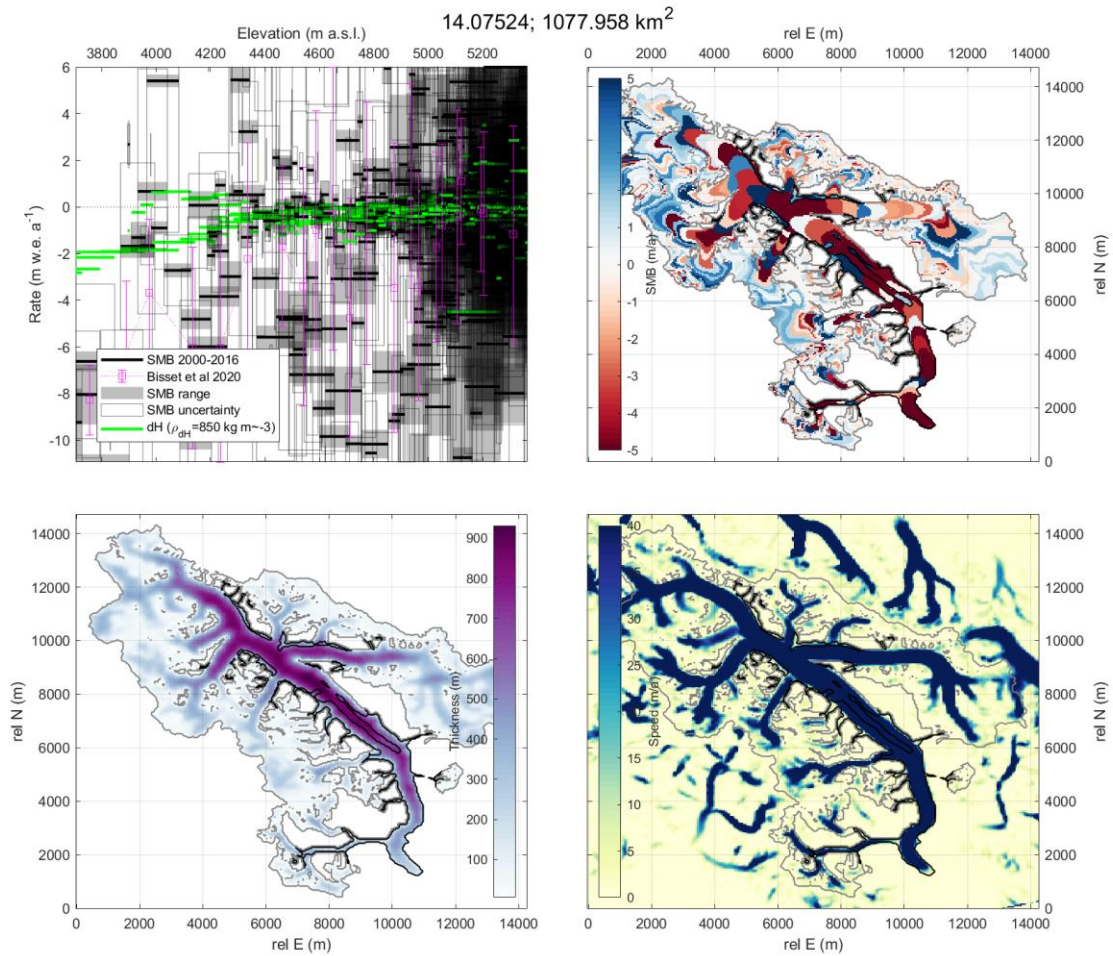 14.07524; 1077.958 km2
Elevation (m a.s.l.)
3800 4000 4200 4400 4600 4800 5000 5200
6
4
2
0
-2
-4
-6
-8
-10
Rate (m w.e. a-1)
SMB 2000-2016
Bisset et al 2020
SMB range
SMB uncertainty
dH (ρdH=850 kg m~-3)
rel E (m)
0 2000 4000 6000 8000 10000 12000 14000
5
4
3
2
1
0
-1
-2
-3
-4
-5
SMB (m/a)
14000
12000
10000
8000
6000
4000
2000
0
rel N (m)
14000
12000
10000
8000
6000
4000
2000
0
rel N (m)
900
800
700
600
500
400
300
200
100
Thickness (m)
0 2000 4000 6000 8000 10000 12000 14000
rel E (m)
40
35
30
25
20
15
10
5
0
Speed (m/a)
14000
12000
10000
8000
6000
4000
2000
0
rel N (m)
0 2000 4000 6000 8000 10000 12000 14000
rel E (m)